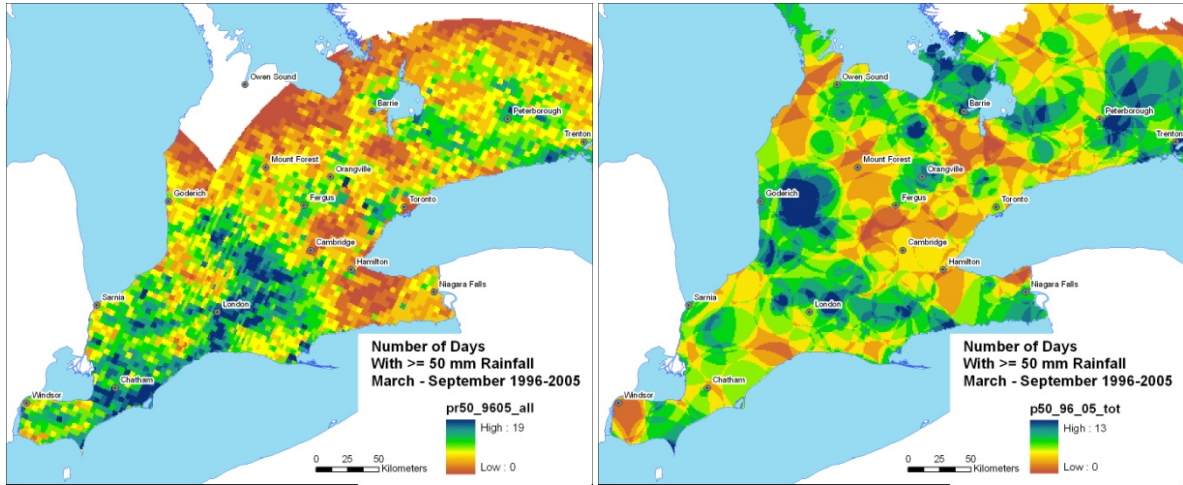 Owen Sound
Barrie
Peterborough
Trenton
Mount Forest
Orangville
Goderich
Fergus
Toronto
Cambridge
Hamilton
Niagara Falls
Sarnia
London
Chatham
Windsor
Number of Days
With >= 50 mm Rainfall
March - September 1996-2005
pr50_9605_all
High : 19
Low : 0
0 25 50
Kilometers
Owen Sound
Barrie
Peterborough
Trenton
Mount Forest
Orangville
Goderich
Fergus
Toronto
Cambridge
Hamilton
Niagara Falls
Sarnia
London
Chatham
Windsor
Number of Days
With >= 50 mm Rainfall
March - September 1996-2005
p50_96_05_tot
High : 13
Low : 0
0 25 50
Kilometers